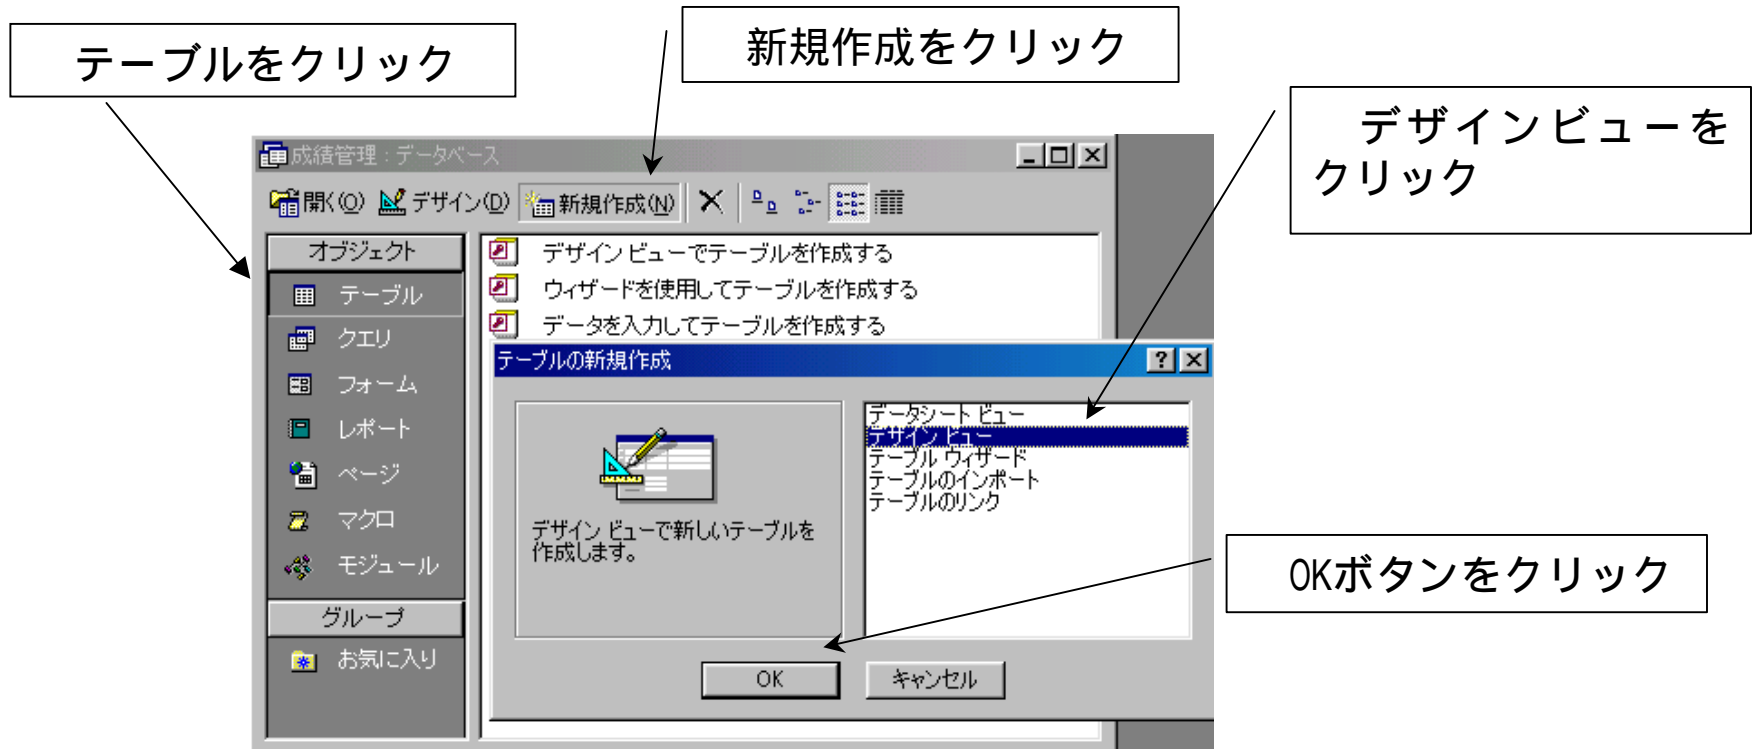 テーブルをクリック
新規作成をクリック
デザインビューを
クリック
成績管理 : データベース
開く(O) デザイン(D) 新規作成(N)
オブジェクト
テーブル
クエリ
フォーム
レポート
ページ
マクロ
モジュール
グループ
お気に入り
デザイン ビューでテーブルを作成する
ウィザードを使用してテーブルを作成する
データを入力してテーブルを作成する
テーブルの新規作成
デザイン ビューで新しいテーブルを
作成します。
データシート ビュー
デザイン ビュー
テーブル ウィザード
テーブルのインポート
テーブルのリンク
OK
キャンセル
OKボタンをクリック